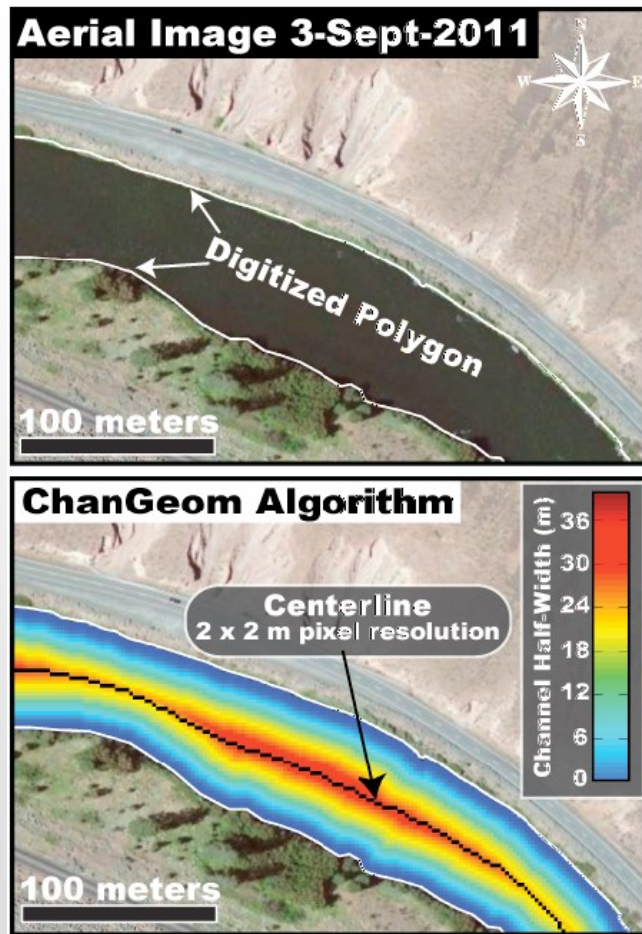 Aerial Image 3-Sept-2011
N
W E
S
Digitized Polygon
100 meters
ChanGeom Algorithm
Centerline
2 x 2 m pixel resolution
Channel Half-Width (m)
36
30
24
18
12
6
0
100 meters